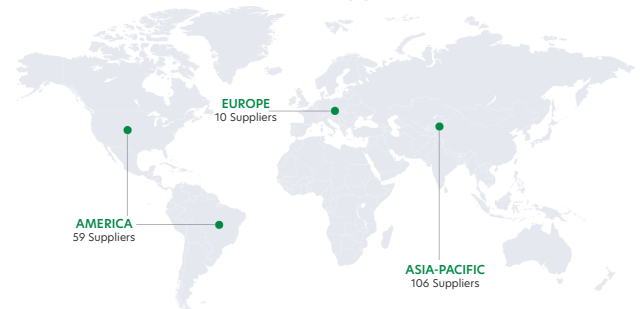 EUROPE
10 Suppliers
AMERICA
59 Suppliers
ASIA-PACIFIC
106 Suppliers